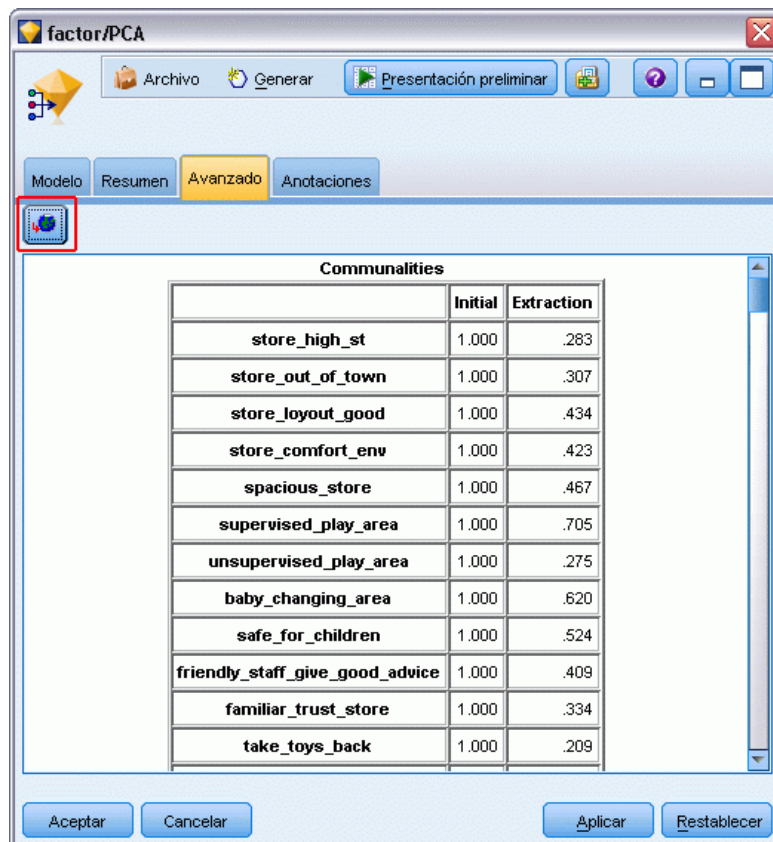 factor/PCA
Archivo Generar Presentación preliminar
Modelo Resumen Avanzado Anotaciones
Communalities
Initial Extraction
store_high_st 1.000 .283
store_out_of_town 1.000 .307
store_loyout_good 1.000 .434
store_comfort_env 1.000 .423
spacious_store 1.000 .467
supervised_play_area 1.000 .705
unsupervised_play_area 1.000 .275
baby_changing_area 1.000 .620
safe_for_children 1.000 .524
friendly_staff_give_good_advice 1.000 .409
familiar_trust_store 1.000 .334
take_toys_back 1.000 .209
Aceptar Cancelar Aplicar Restablecer